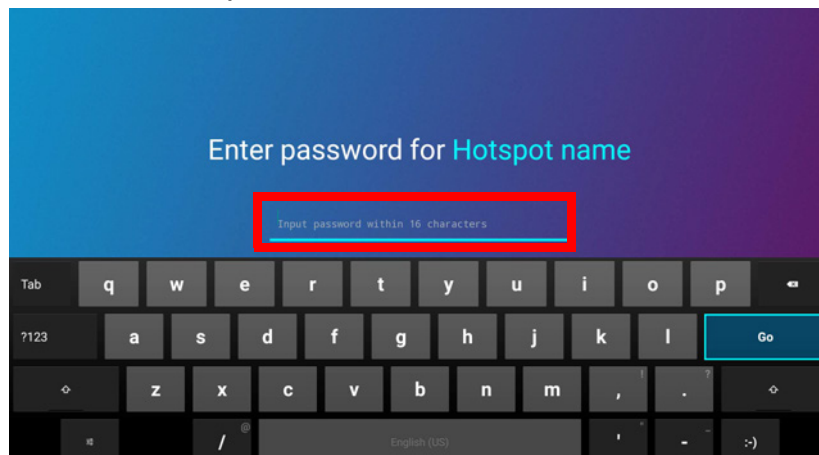 Enter password for Hotspot name
Input password within 16 characters
Tab q w e r t y u i o p
?123 a s d f g h j k l Go
z x c v b n m , ! . ?
/ @ English (US) ' " - _ :-)